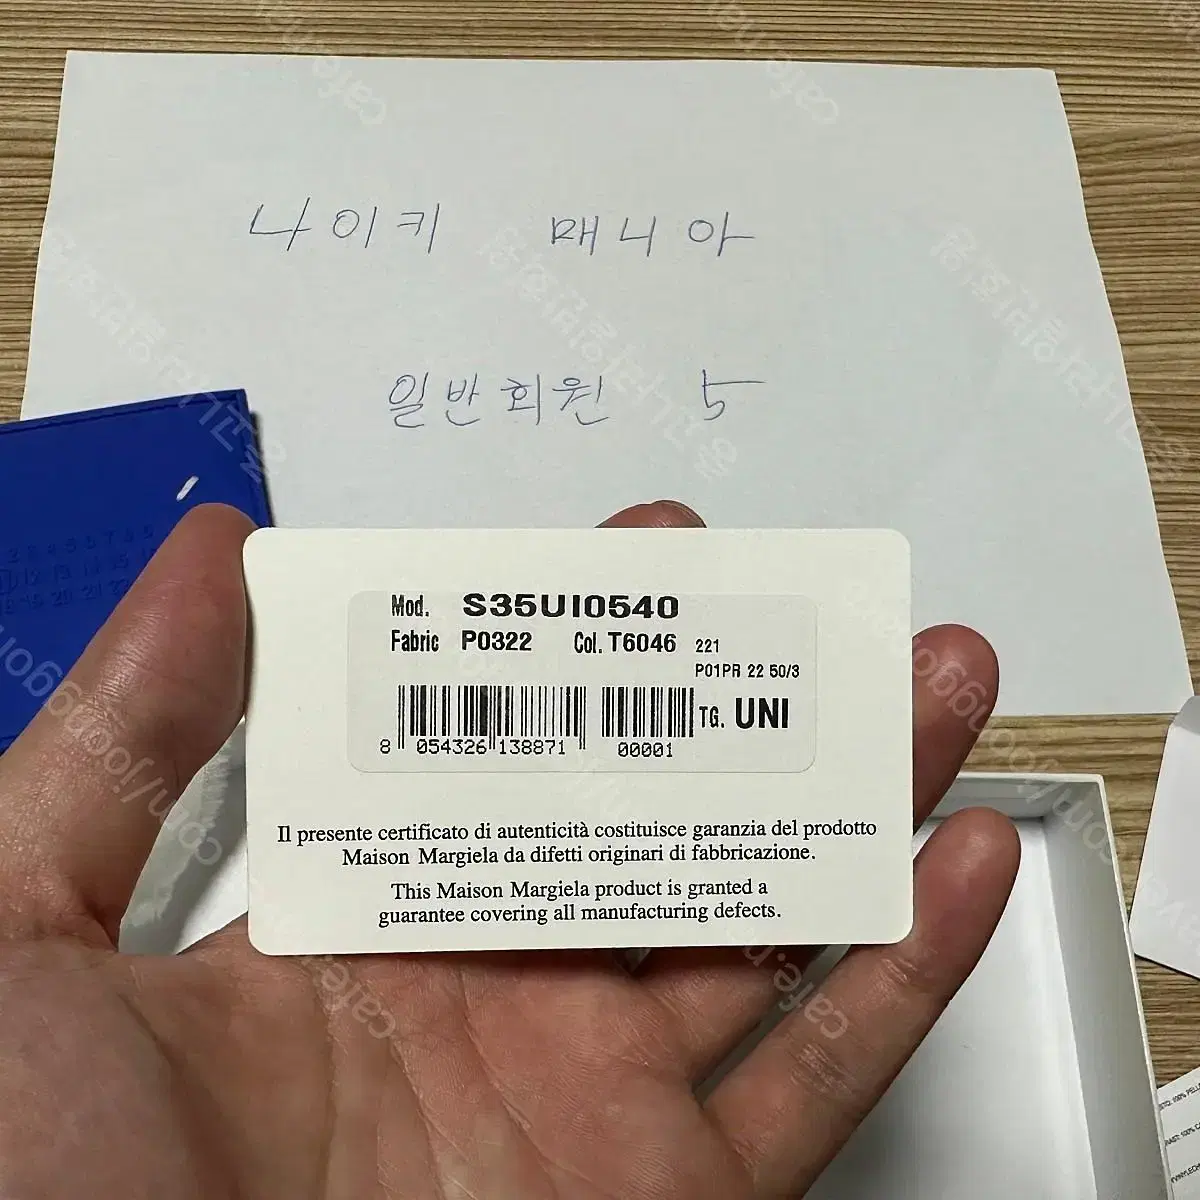 나이키 매니아
일반회원 5
Mod. S35UI0540
Fabric P0322 Col. T6046 221
P01PR 22 50/3
TG. UNI
8 054326 138871 00001
Il presente certificato di autenticità costituisce garanzia del prodotto
Maison Margiela da difetti originari di fabbricazione.
This Maison Margiela product is granted a
guarantee covering all manufacturing defects.